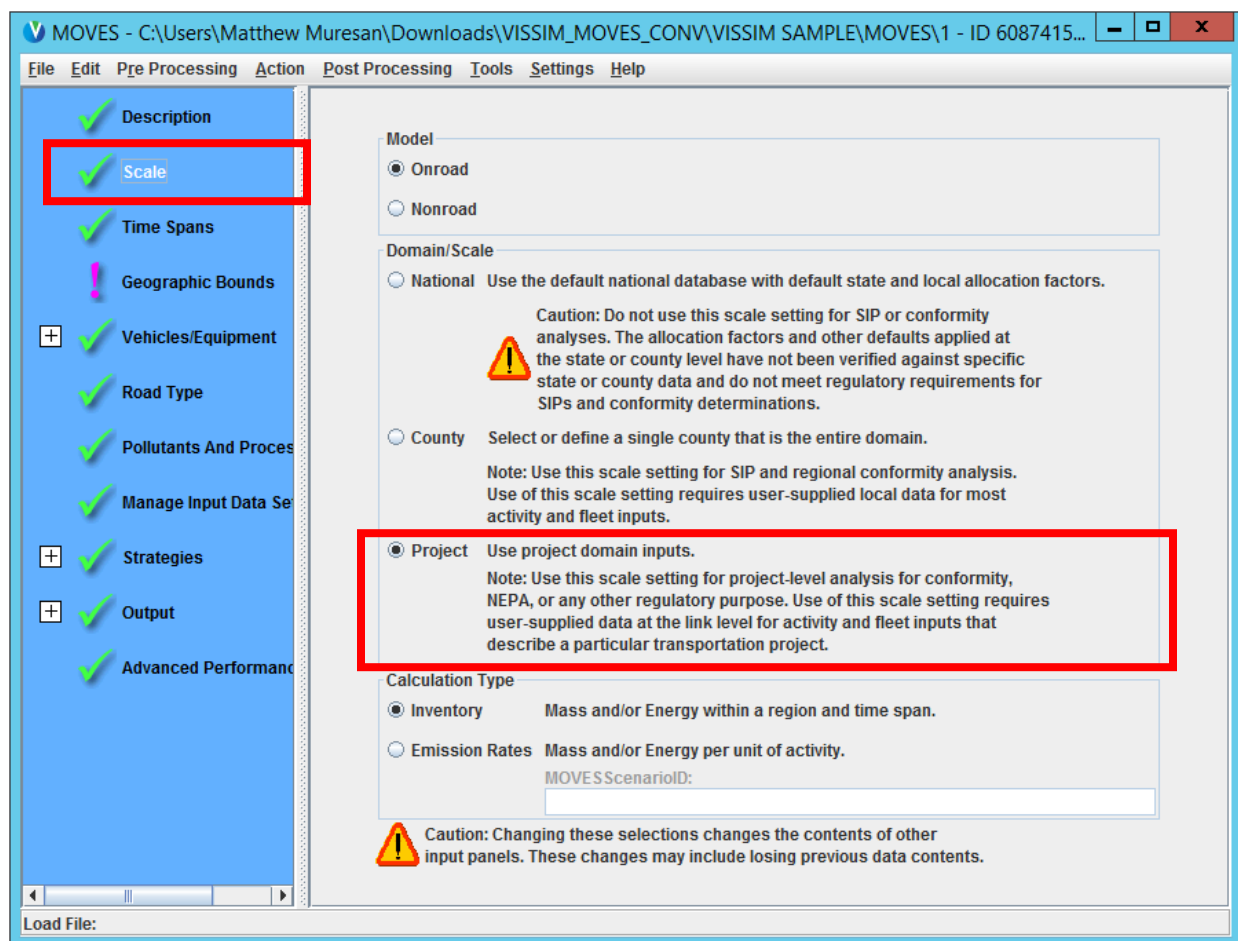 MOVES - C:\Users\Matthew Muresan\Downloads\VISSIM_MOVES_CONV\VISSIM SAMPLE\MOVES\1 - ID 6087415...
File Edit Pre Processing Action Post Processing Tools Settings Help
Description
Scale
Time Spans
Geographic Bounds
Vehicles/Equipment
Road Type
Pollutants And Proces
Manage Input Data Se
Strategies
Output
Advanced Performanc
Model
Onroad
Nonroad
Domain/Scale
National Use the default national database with default state and local allocation factors.
Caution: Do not use this scale setting for SIP or conformity
analyses. The allocation factors and other defaults applied at
the state or county level have not been verified against specific
state or county data and do not meet regulatory requirements for
SIPs and conformity determinations.
County Select or define a single county that is the entire domain.
Note: Use this scale setting for SIP and regional conformity analysis.
Use of this scale setting requires user-supplied local data for most
activity and fleet inputs.
Project Use project domain inputs.
Note: Use this scale setting for project-level analysis for conformity,
NEPA, or any other regulatory purpose. Use of this scale setting requires
user-supplied data at the link level for activity and fleet inputs that
describe a particular transportation project.
Calculation Type
Inventory Mass and/or Energy within a region and time span.
Emission Rates Mass and/or Energy per unit of activity.
MOVESScenarioID:
Caution: Changing these selections changes the contents of other
input panels. These changes may include losing previous data contents.
Load File: